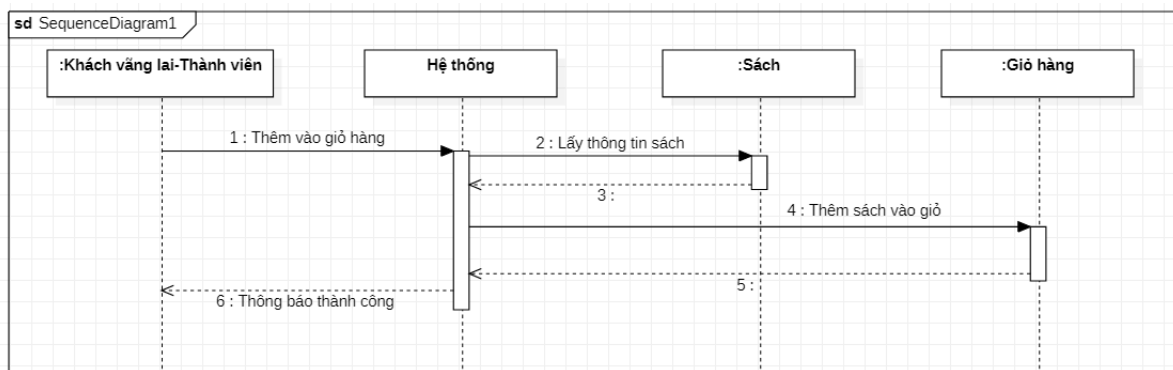 sd SequenceDiagram1
:Khách vãng lai-Thành viên
Hệ thống
:Sách
:Giỏ hàng
1 : Thêm vào giỏ hàng
2 : Lấy thông tin sách
3 :
4 : Thêm sách vào giỏ
5 :
6 : Thông báo thành công